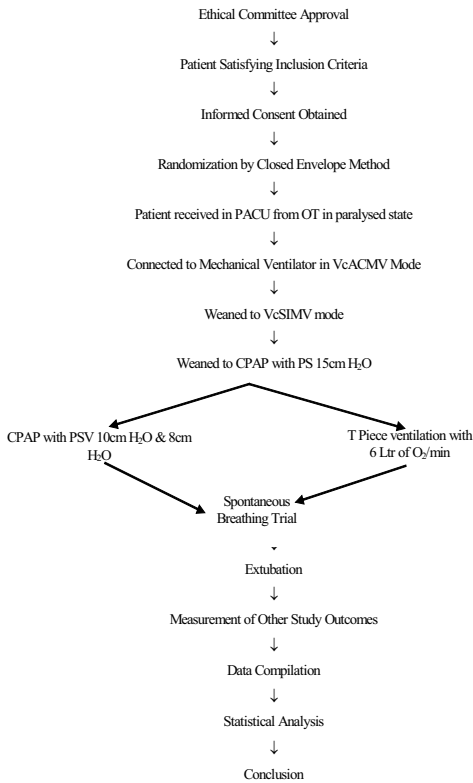 Ethical Committee Approval
↓
Patient Satisfying Inclusion Criteria
↓
Informed Consent Obtained
↓
Randomization by Closed Envelope Method
↓
Patient received in PACU from OT in paralysed state
↓
Connected to Mechanical Ventilator in VcACMV Mode
↓
Weaned to VcSIMV mode
↓
Weaned to CPAP with PS 15cm H₂O
CPAP with PSV 10cm H₂O & 8cm
H₂O
T Piece ventilation with
6 Ltr of O₂/min
Spontaneous
Breathing Trial
Extubation
↓
Measurement of Other Study Outcomes
↓
Data Compilation
↓
Statistical Analysis
↓
Conclusion